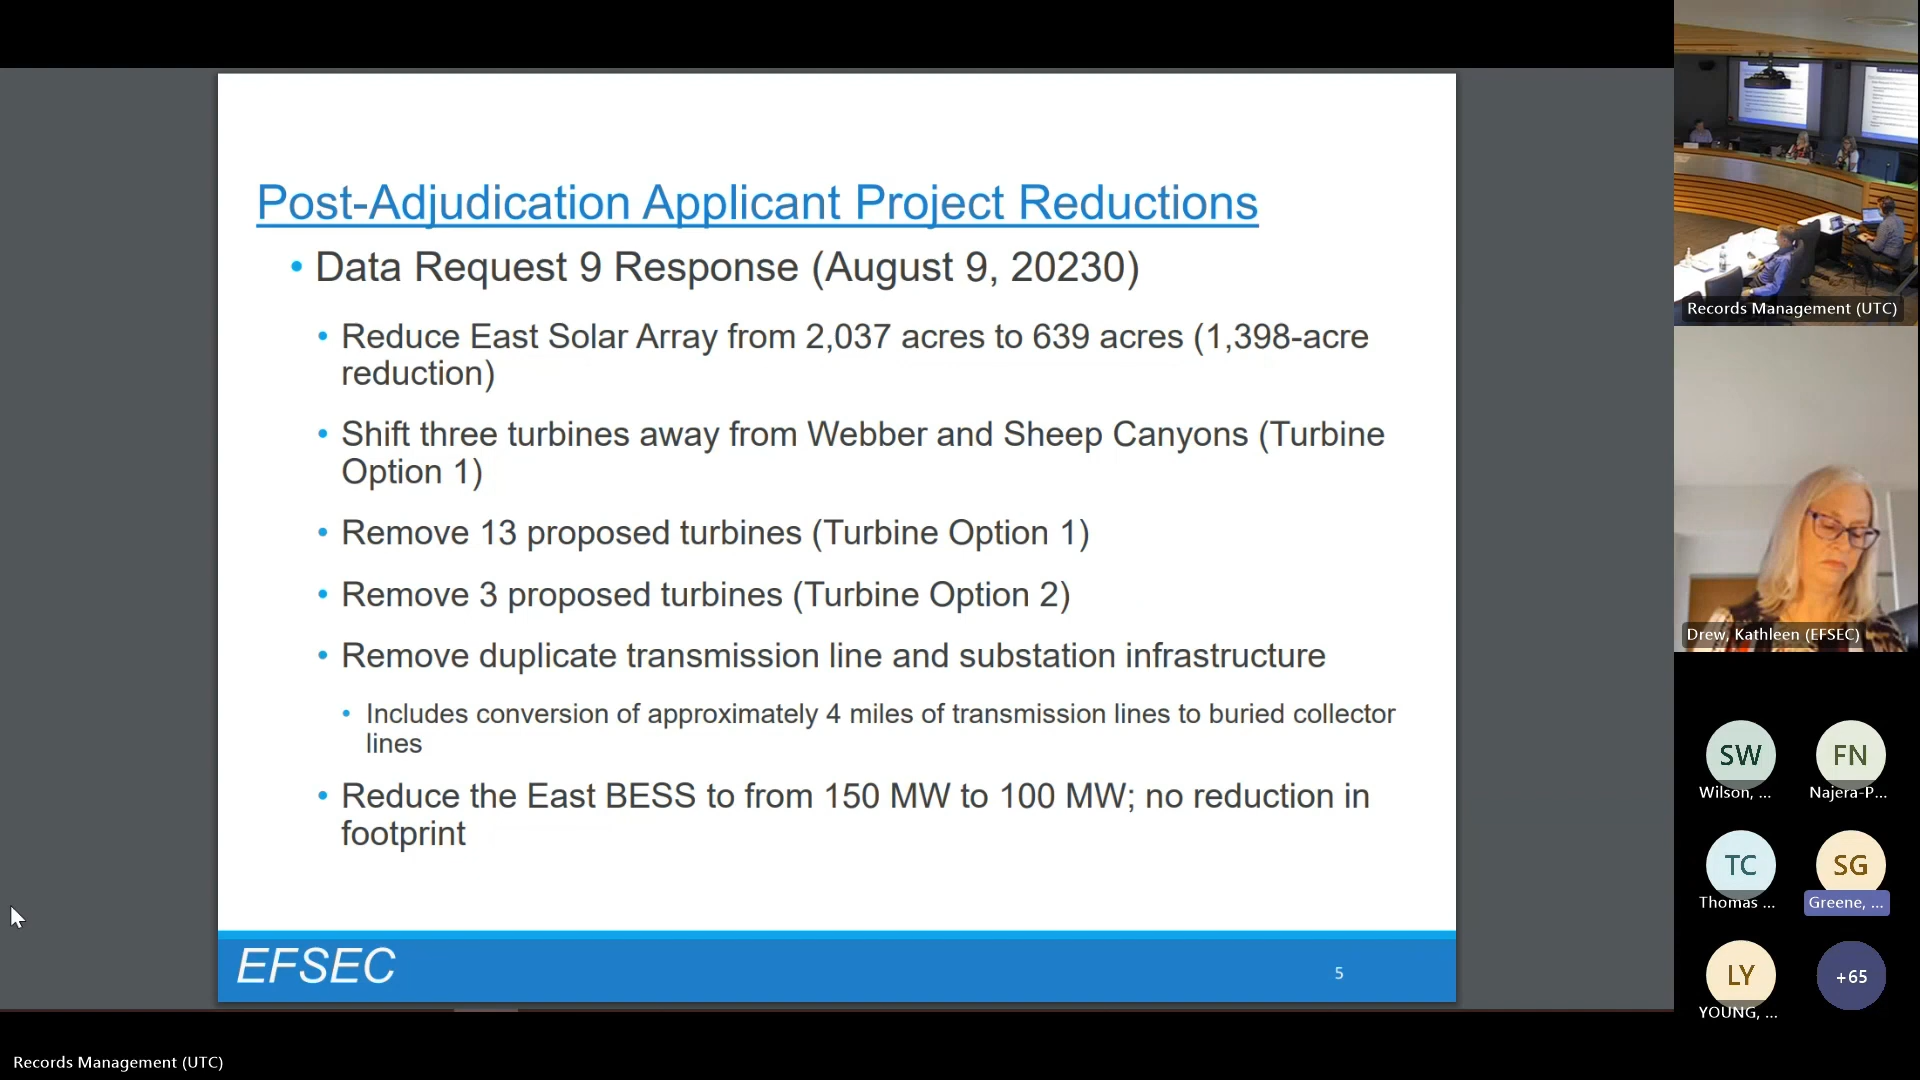 Post-Adjudication Applicant Project Reductions
• Data Request 9 Response (August 9, 20230)
• Reduce East Solar Array from 2,037 acres to 639 acres (1,398-acre
reduction)
• Shift three turbines away from Webber and Sheep Canyons (Turbine
Option 1)
• Remove 13 proposed turbines (Turbine Option 1)
• Remove 3 proposed turbines (Turbine Option 2)
• Remove duplicate transmission line and substation infrastructure
• Includes conversion of approximately 4 miles of transmission lines to buried collector
lines
• Reduce the East BESS to from 150 MW to 100 MW; no reduction in
footprint
EFSEC
5
Records Management (UTC)
Records Management (UTC)
Drew, Kathleen (EFSEC)
SW
Wilson, ...
FN
Najera-P...
TC
Thomas ...
SG
Greene, ...
LY
YOUNG, ...
+65